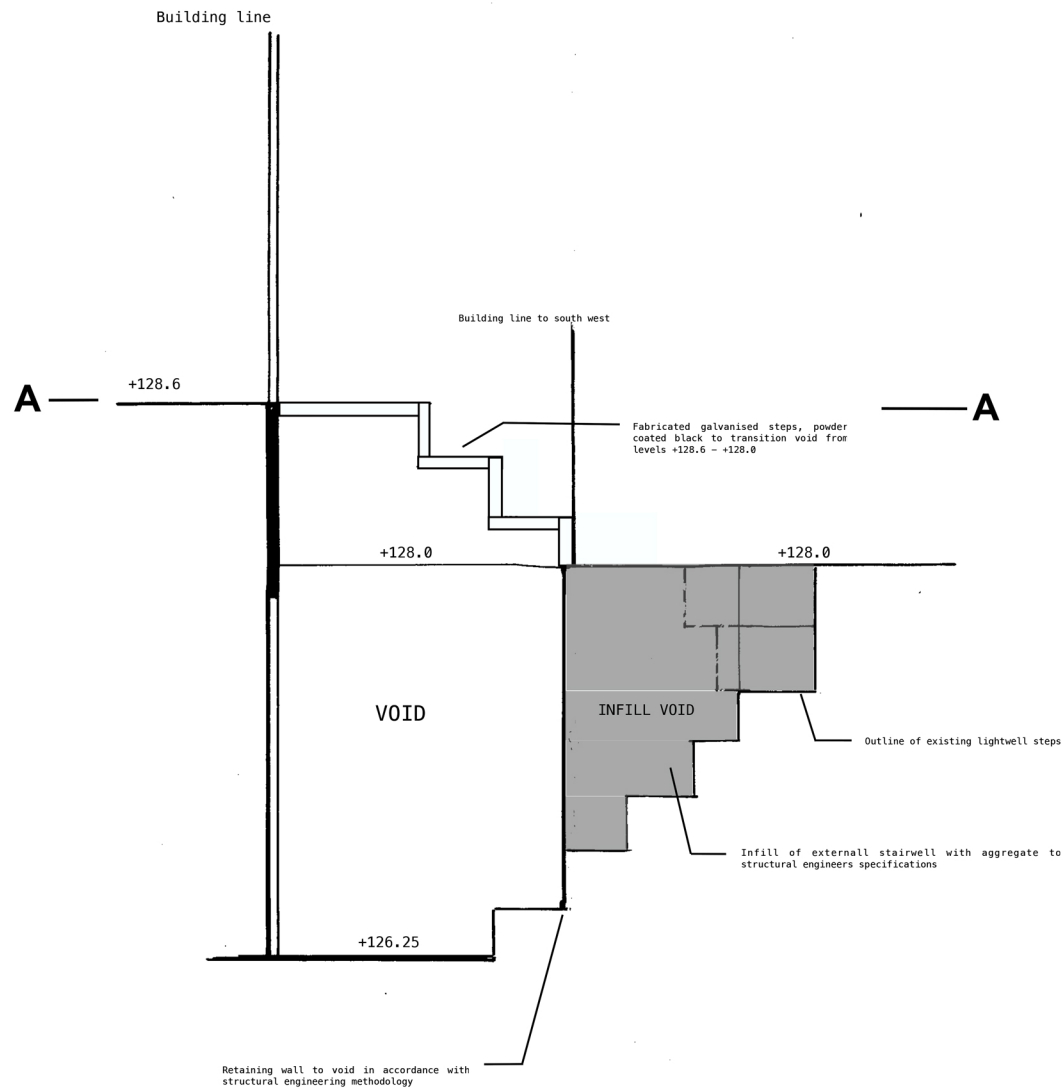 Building line
Building line to south west
+128.6
A
A
Fabricated galvanised steps, powder
coated black to transition void from
levels +128.6 – +128.0
+128.0
+128.0
VOID
INFILL VOID
Outline of existing lightwell steps
Infill of externall stairwell with aggregate to
structural engineers specifications
+126.25
Retaining wall to void in accordance with
structural engineering methodology